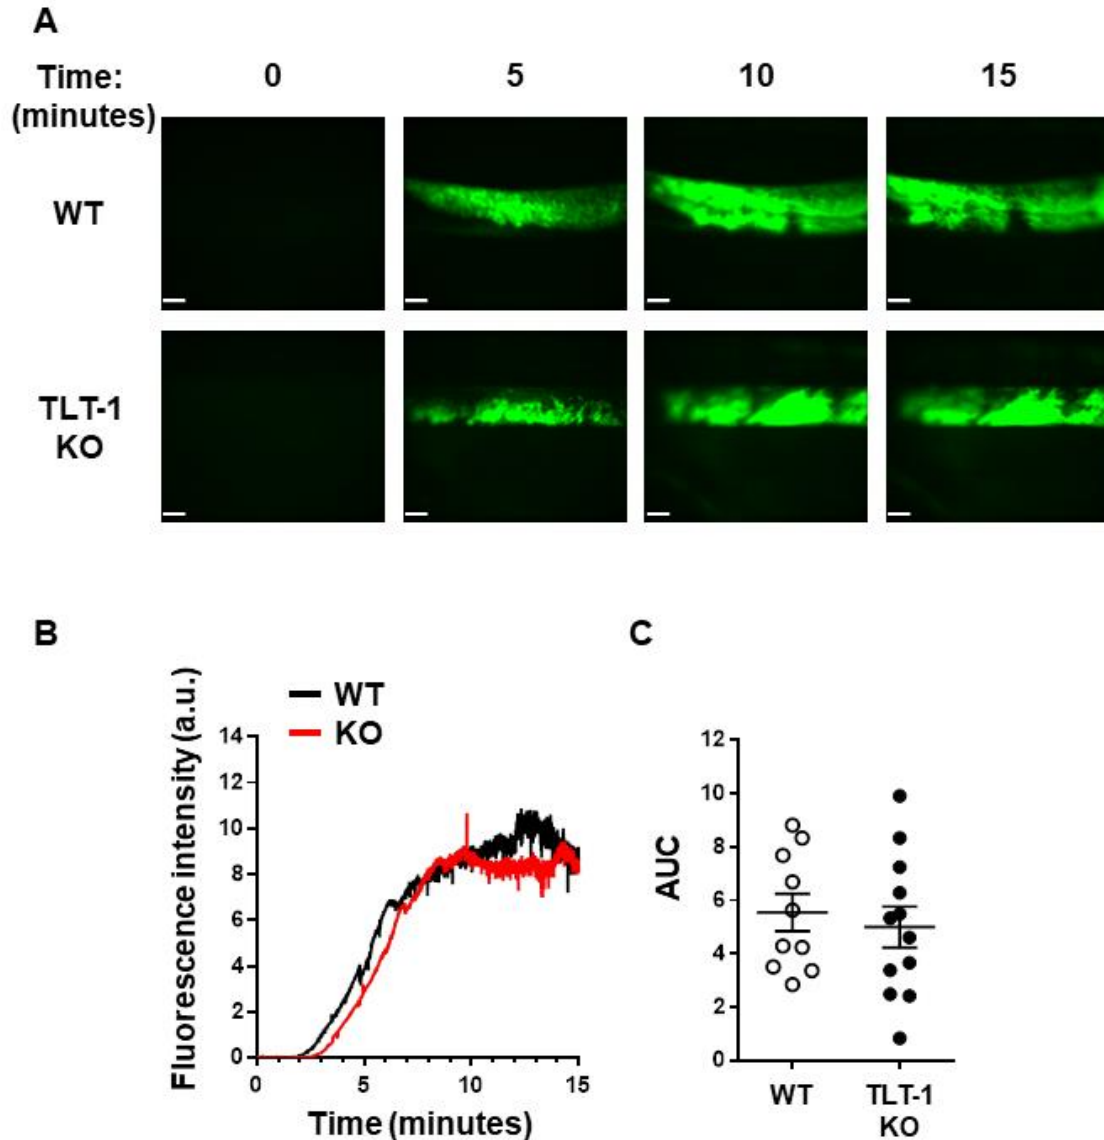 A
Time: 0 5 10 15
(minutes)
WT
TLT-1
KO
B
C
WT
KO
Fluorescence intensity (a.u.)
14
12
10
8
6
4
2
0
0 5 10 15
Time (minutes)
AUC
12
10
8
6
4
2
0
WT TLT-1
KO